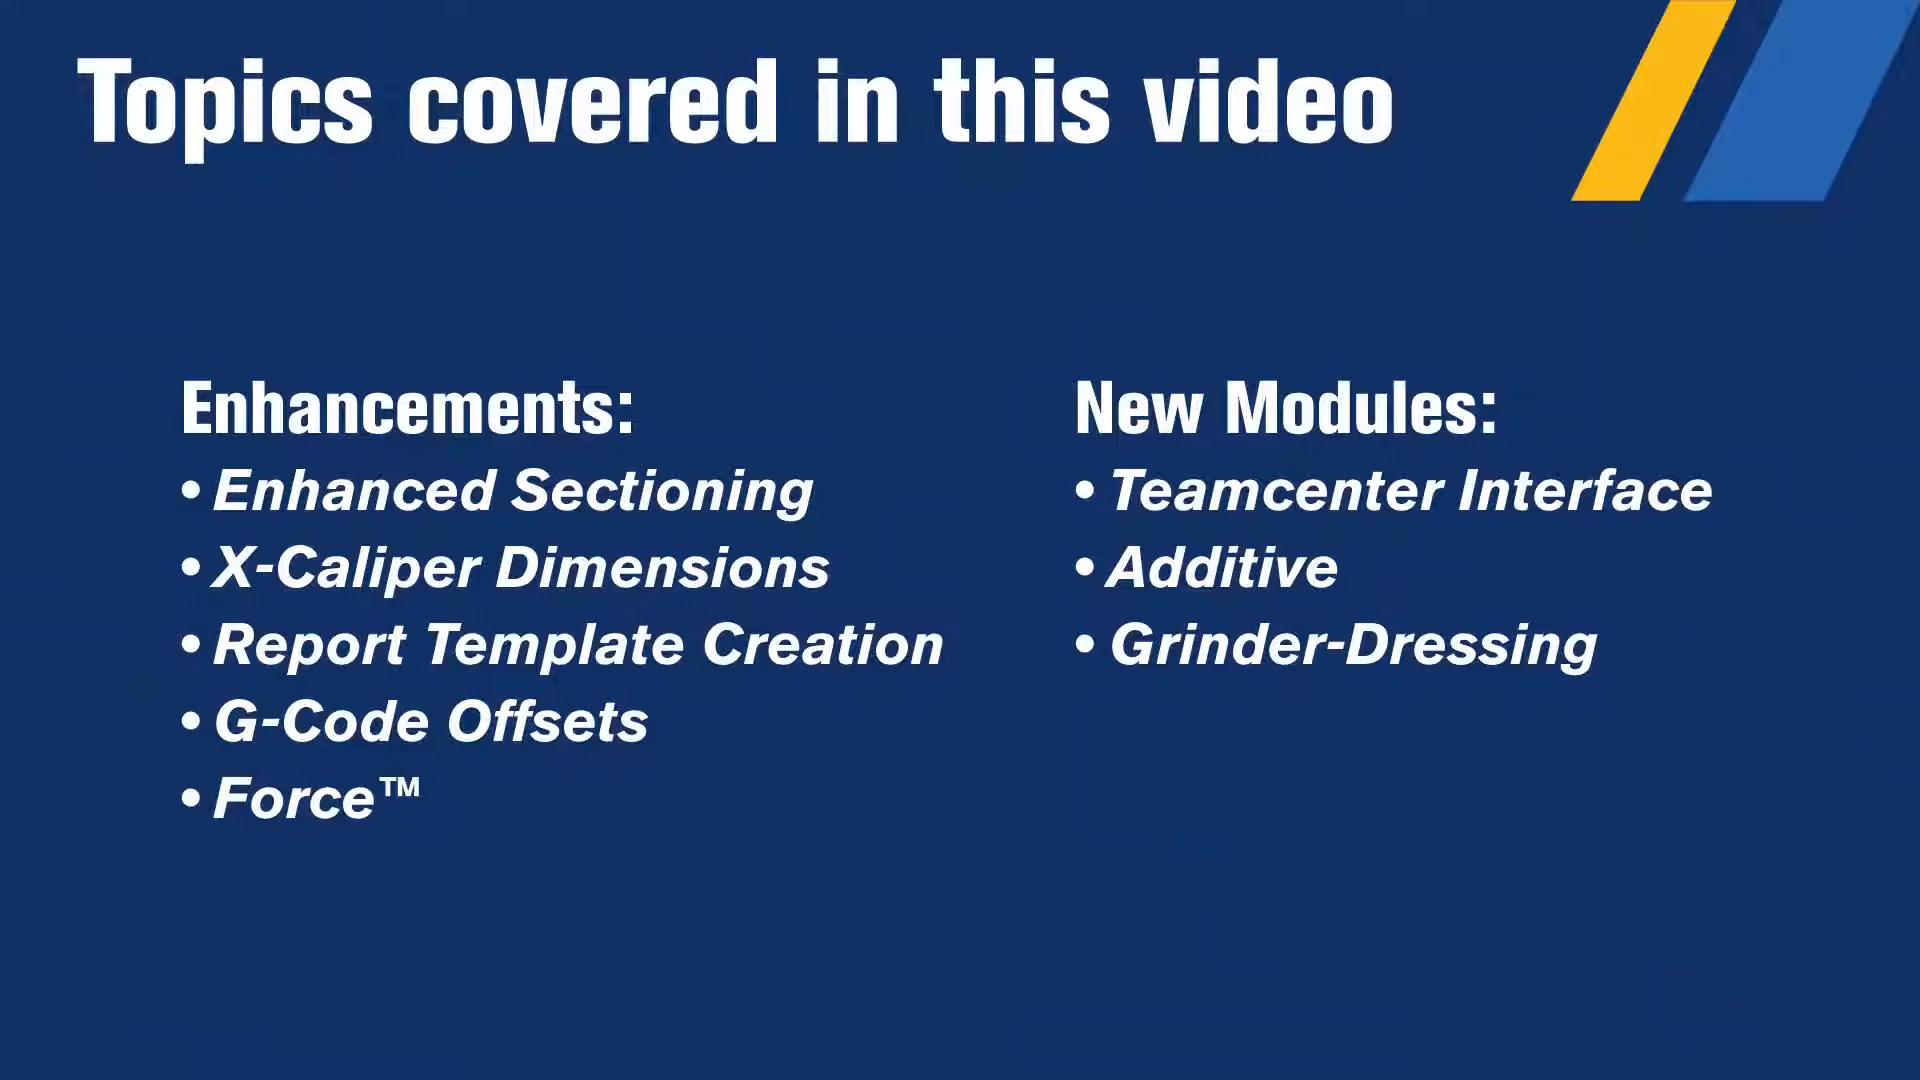 Topics covered in this video
Enhancements:
• Enhanced Sectioning
• X-Caliper Dimensions
• Report Template Creation
• G-Code Offsets
• Force™
New Modules:
• Teamcenter Interface
• Additive
• Grinder-Dressing